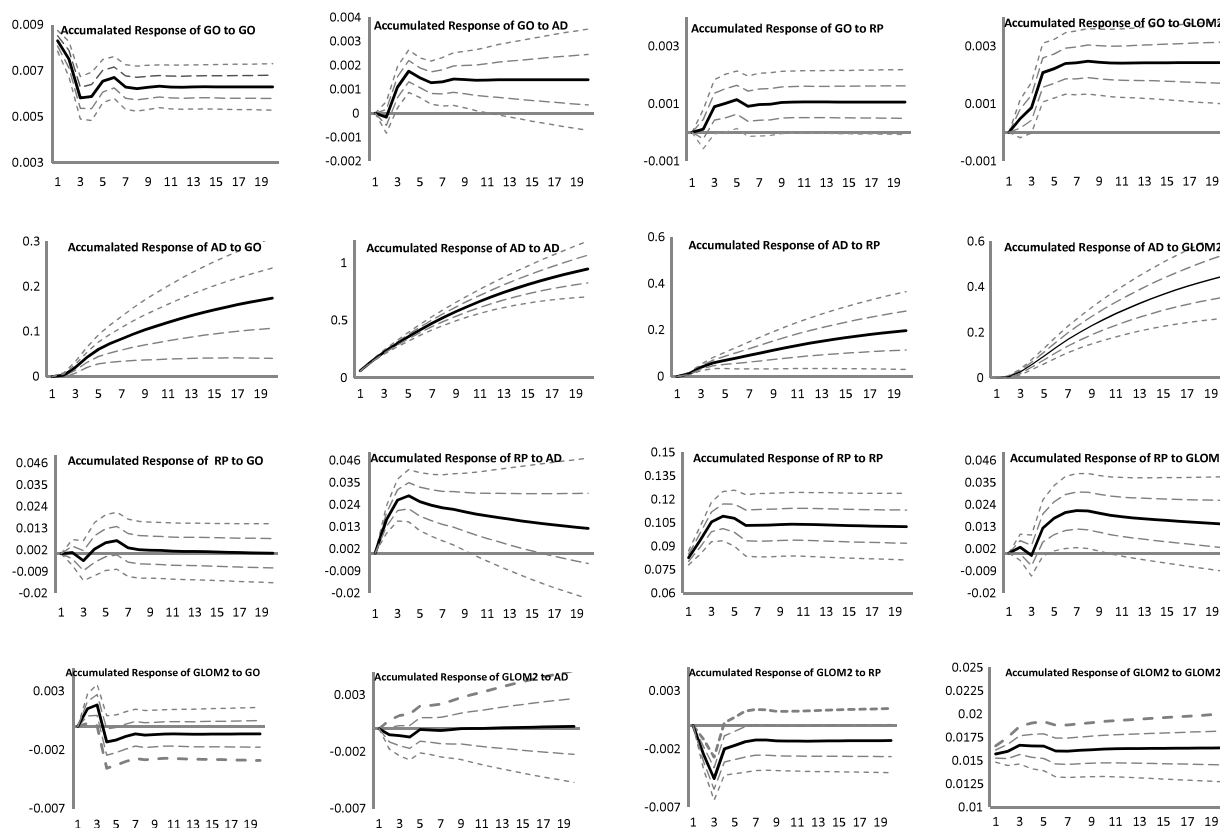 Accumalated Response of GO to GO
0.009
0.007
0.005
0.003
1 3 5 7 9 11 13 15 17 19
Accumulated Response of GO to AD
0.004
0.003
0.002
0.001
0
-0.001
-0.002
1 3 5 7 9 11 13 15 17 19
Accumalated Response of GO to RP
0.003
0.001
-0.001
1 3 5 7 9 11 13 15 17 19
Accumalated Response of GO to GLOM2
0.003
0.001
-0.001
1 3 5 7 9 11 13 15 17 19
Accumalated Response of AD to GO
0.3
0.2
0.1
0
1 3 5 7 9 11 13 15 17 19
Accumalated Response of AD to AD
1
0.5
0
1 3 5 7 9 11 13 15 17 19
Accumalated Response of AD to RP
0.6
0.4
0.2
0
1 3 5 7 9 11 13 15 17 19
Accumalated Response of AD to GLOM2
0.6
0.4
0.2
0
1 3 5 7 9 11 13 15 17 19
Accumulated Response of RP to GO
0.046
0.035
0.024
0.013
0.002
-0.009
-0.02
1 3 5 7 9 11 13 15 17 19
Accumulated Response of RP to AD
0.046
0.035
0.024
0.013
0.002
-0.009
-0.02
1 3 5 7 9 11 13 15 17 19
Accumulated Response of RP to RP
0.15
0.135
0.12
0.105
0.09
0.075
0.06
1 3 5 7 9 11 13 15 17 19
Accumulated Response of RP to GLOM
0.046
0.035
0.024
0.013
0.002
-0.009
-0.02
1 3 5 7 9 11 13 15 17 19
Accumulated Response of GLOM2 to GO
0.003
-0.002
-0.007
1 3 5 7 9 11 13 15 17 19
Accumulated Response of GLOM2 to AD
0.003
-0.002
-0.007
1 3 5 7 9 11 13 15 17 19
Accumulated Response of GLOM2 to RP
0.003
-0.002
-0.007
1 3 5 7 9 11 13 15 17 19
Accumulated Response of GLOM2 to GLOM2
0.025
0.0225
0.02
0.0175
0.015
0.0125
0.01
1 3 5 7 9 11 13 15 17 19